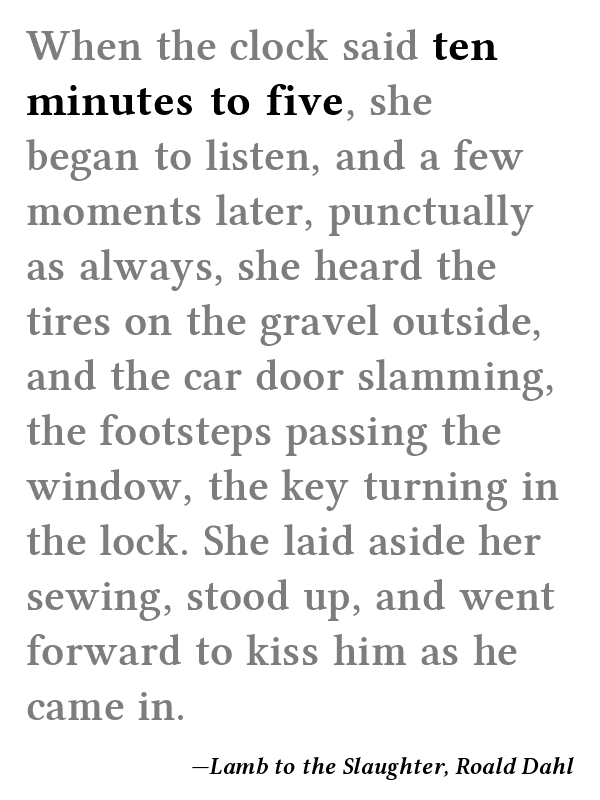 When the clock said ten
minutes to five, she
began to listen, and a few
moments later, punctually
as always, she heard the
tires on the gravel outside,
and the car door slamming,
the footsteps passing the
window, the key turning in
the lock. She laid aside her
sewing, stood up, and went
forward to kiss him as he
came in.
—Lamb to the Slaughter, Roald Dahl